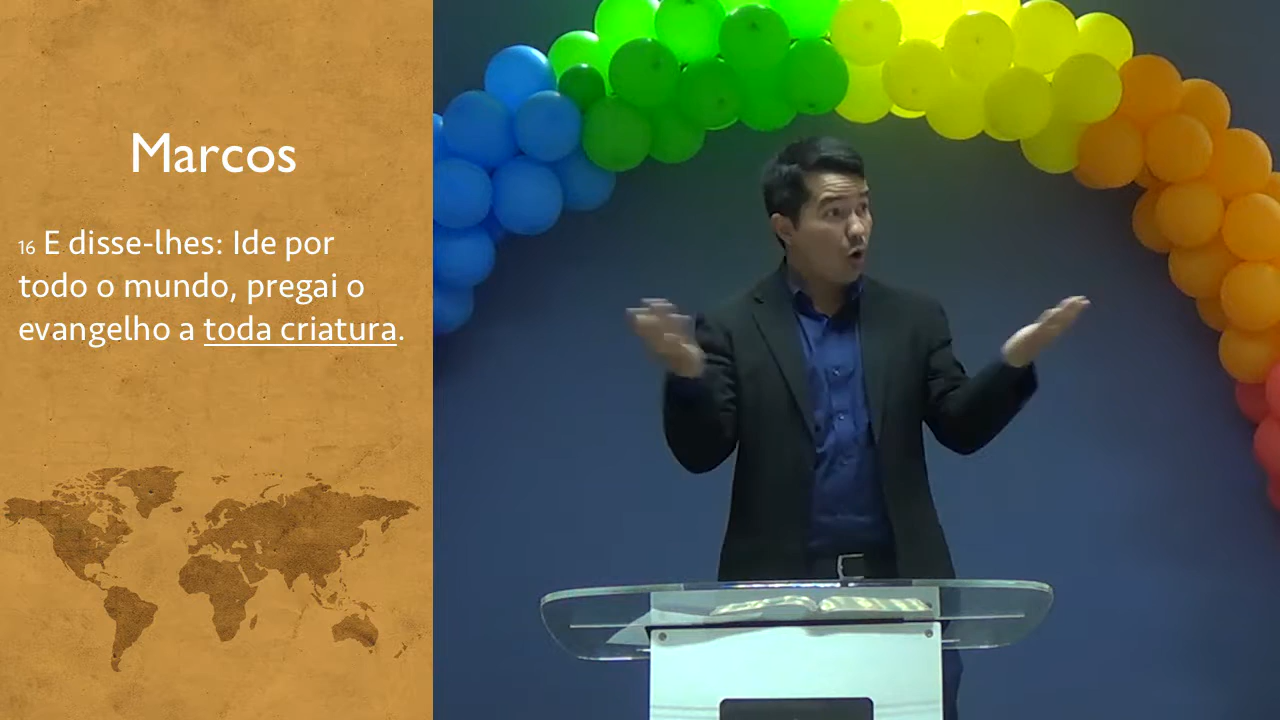 Marcos
16 E disse-lhes: Ide por
todo o mundo, pregai o
evangelho a toda criatura.